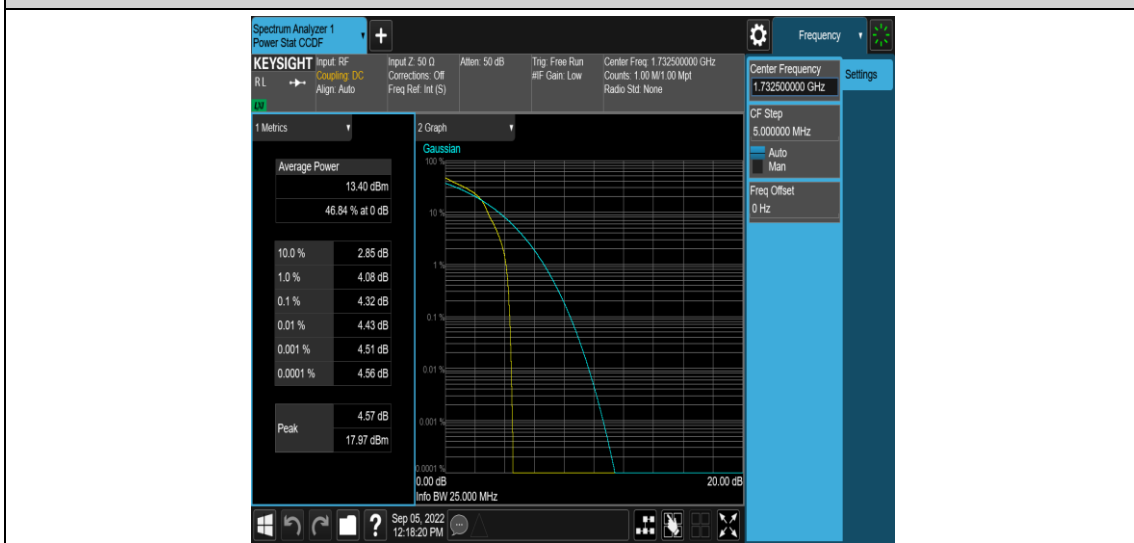 Spectrum Analyzer 1
Power Stat CCDF
+
Frequency
KEYSIGHT
RL
LXI
Input: RF
Coupling: DC
Align: Auto
Input Z: 50 Ω
Corrections: Off
Freq Ref: Int (S)
Atten: 50 dB
Trig: Free Run
#IF Gain: Low
Center Freq: 1.732500000 GHz
Counts: 1.00 M/1.00 Mpt
Radio Std: None
Center Frequency
1.732500000 GHz
Settings
CF Step
5.000000 MHz
Auto
Man
Freq Offset
0 Hz
1 Metrics
Average Power
13.40 dBm
46.84 % at 0 dB
10.0 % 2.85 dB
1.0 % 4.08 dB
0.1 % 4.32 dB
0.01 % 4.43 dB
0.001 % 4.51 dB
0.0001 % 4.56 dB
Peak 4.57 dB
17.97 dBm
2 Graph
Gaussian
100 %
10 %
1 %
0.1 %
0.01 %
0.001 %
0.0001 %
0.00 dB 20.00 dB
Info BW 25.000 MHz
?
Sep 05, 2022
12:18:20 PM